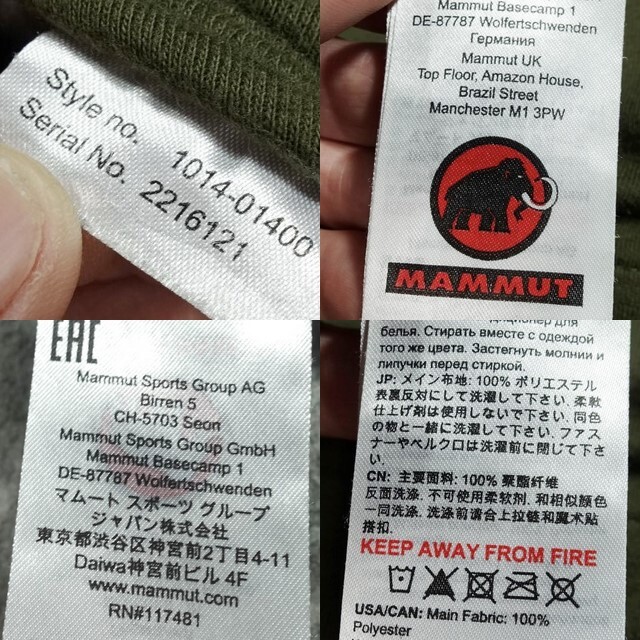 Style no. 1014-01400
Serial No. 2216121
Mammut Basecamp 1
DE-87787 Wolfertschwenden
Германия
Mammut UK
Top Floor, Amazon House,
Brazil Street
Manchester M1 3PW
MAMMUT
EAC
Mammut Sports Group AG
Birren 5
CH-5703 Seon
Mammut Sports Group GmbH
Mammut Basecamp 1
DE-87787 Wolfertschwenden
マムート スポーツ グループ
ジャパン株式会社
東京都渋谷区神宮前2丁目4-11
Daiwa神宮前ビル 4F
www.mammut.com
RN#117481
для
белья. Стирать вместе с одеждой
того же цвета. Застегнуть молнии и
липучки перед стиркой.
JP: メイン布地: 100% ポリエステル
表裏反対にして洗濯して下さい. 柔軟
仕上げ剤は使用しないで下さい. 同色
の物と一緒に洗濯して下さい. ファス
ナーやベルクロは洗濯前に閉じて下さ
い.
CN: 主要面料: 100% 聚酯纤维
反面洗涤. 不可使用柔软剂. 和相似颜色
一同洗涤. 洗涤前请合上拉链和魔术贴
搭扣.
KEEP AWAY FROM FIRE
USA/CAN: Main Fabric: 100%
Polyester